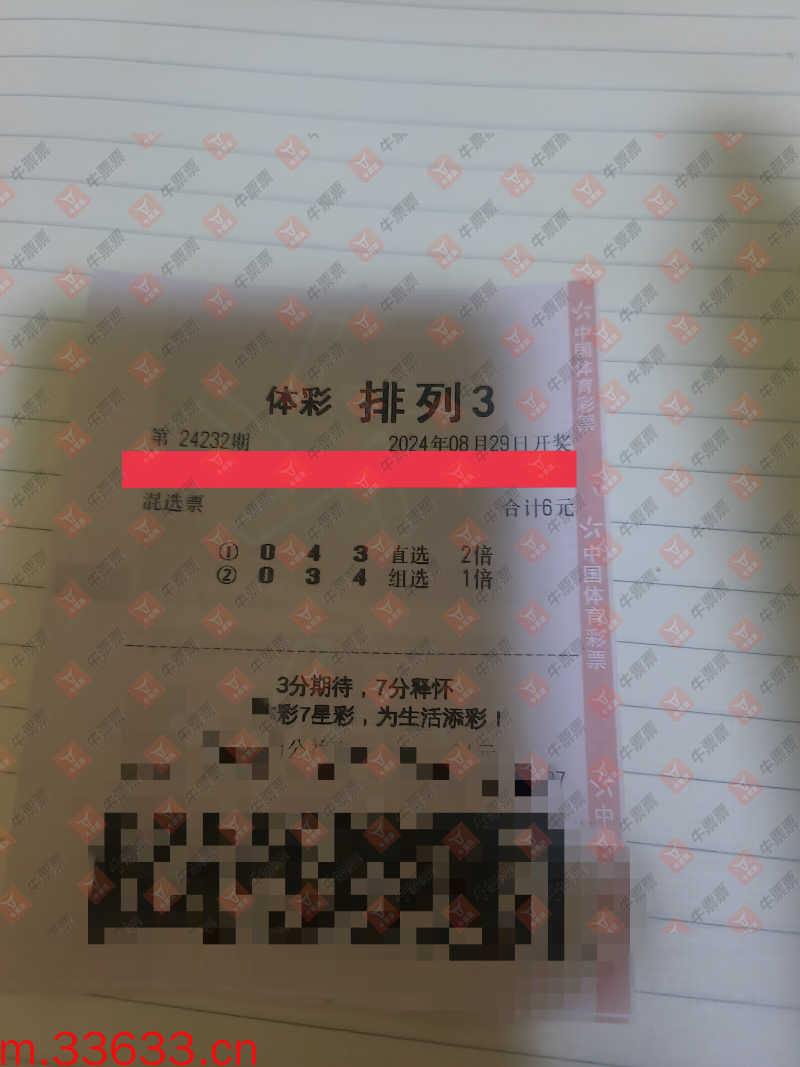 体彩 排列3
第 24232期 2024年08月29日开奖
混选票 合计6元
① 0 4 3 直选 2倍
② 0 3 4 组选 1倍
3分期待，7分释怀
彩7星彩，为生活添彩！
中国体育彩票
中国体育彩票
中
牛票票
m.33633.cn